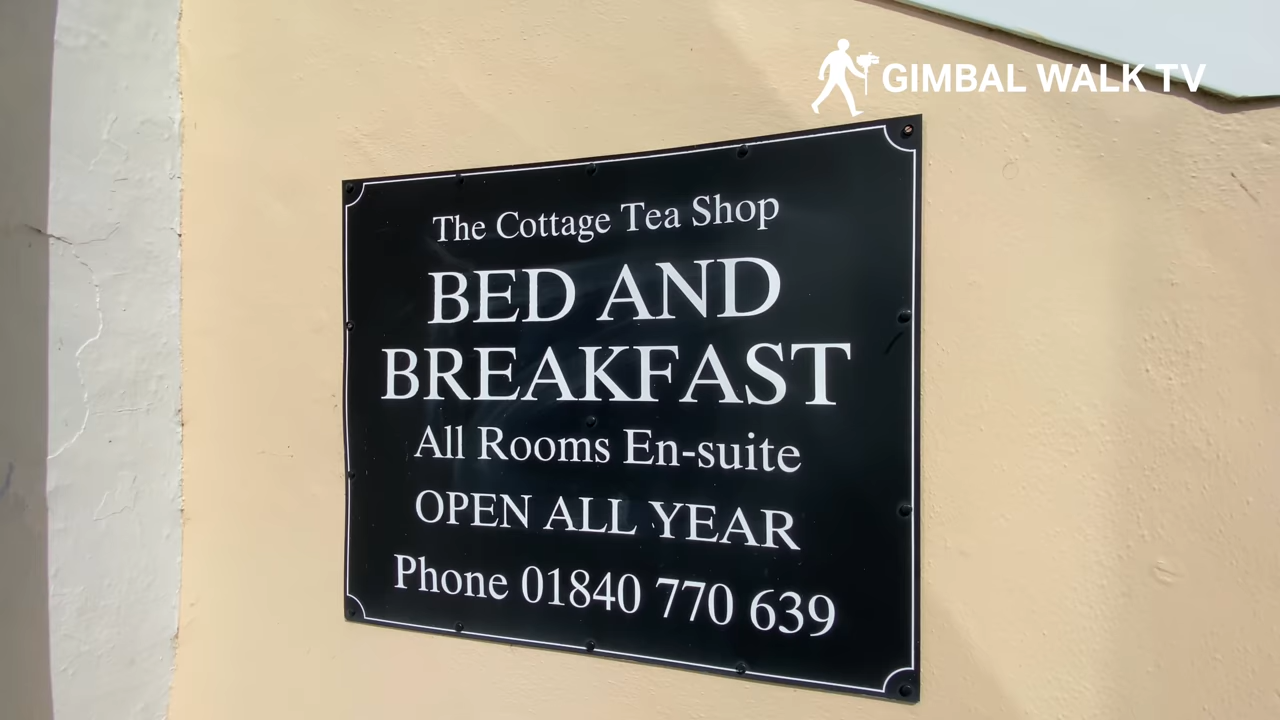 GIMBAL WALK TV
The Cottage Tea Shop
BED AND
BREAKFAST
All Rooms En-suite
OPEN ALL YEAR
Phone 01840 770 639